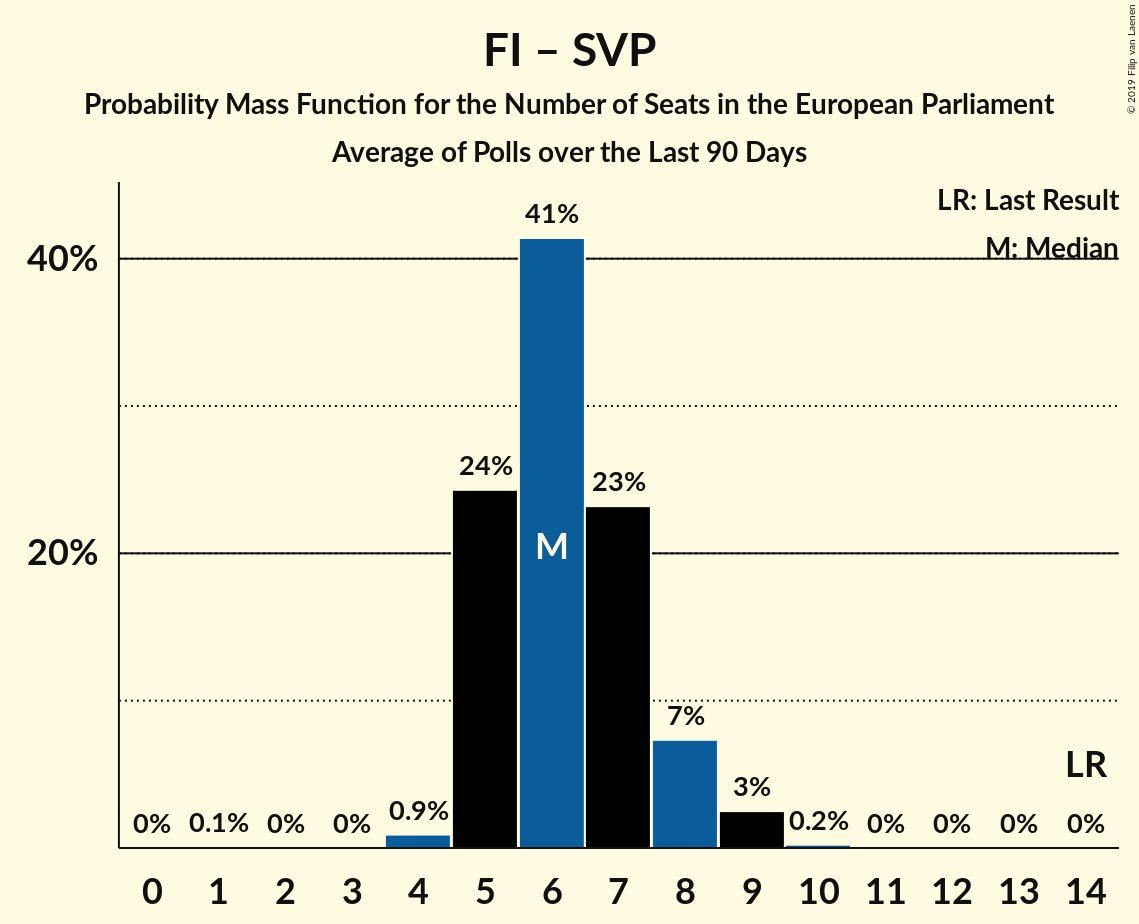 FI – SVP
Probability Mass Function for the Number of Seats in the European Parliament
Average of Polls over the Last 90 Days
© 2019 Filip van Laenen
LR: Last Result
M: Median
40%
20%
41%
24%
23%
M
7%
LR
3%
0% 0.1% 0% 0% 0.9% 0.2% 0% 0% 0% 0%
0 1 2 3 4 5 6 7 8 9 10 11 12 13 14